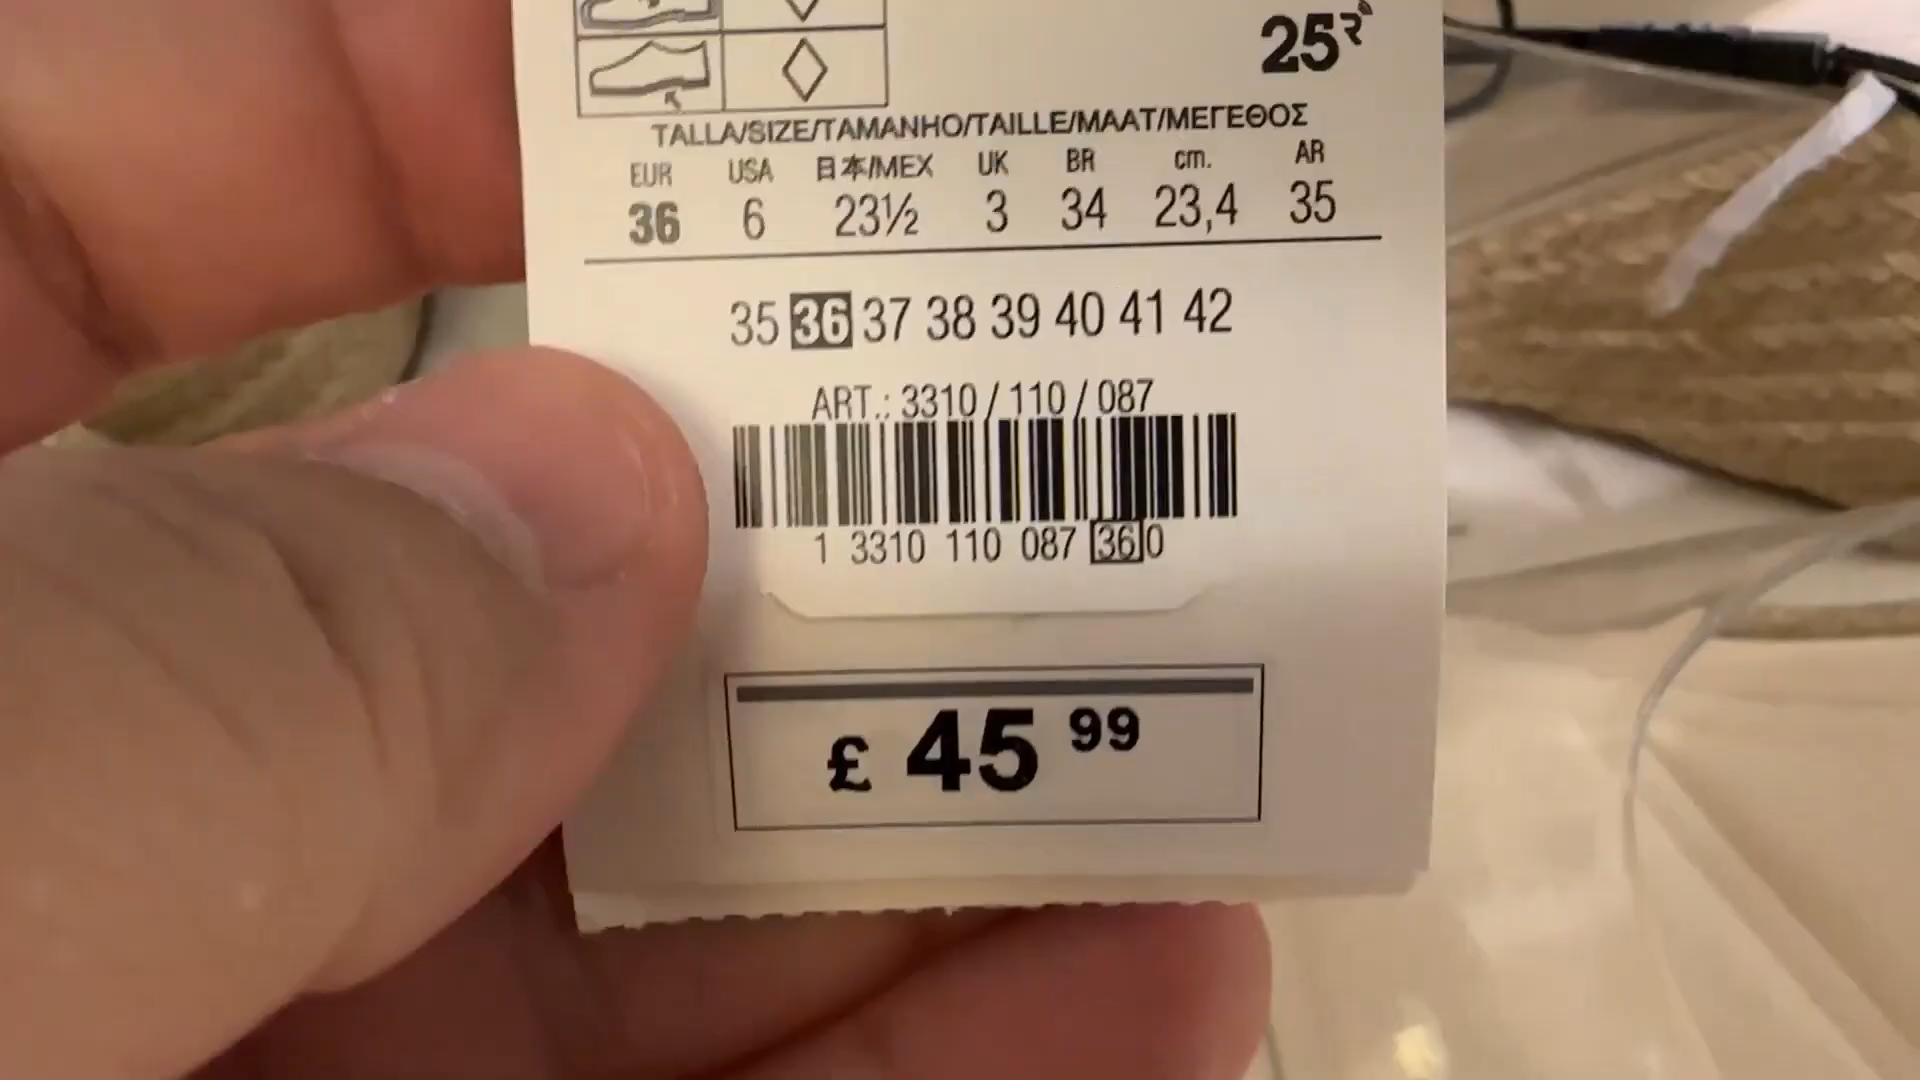 25
TALLA/SIZE/TAMANHO/TAILLE/MAAT/ΜΕΓΕΘΟΣ
EUR USA 日本/MEX UK BR cm. AR
36 6 23½ 3 34 23,4 35
35 36 37 38 39 40 41 42
ART.: 3310 / 110 / 087
1 3310 110 087 36 0
£ 45 99